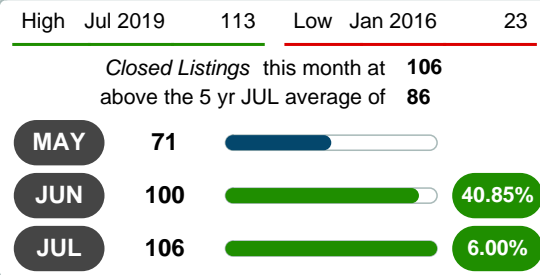 High Jul 2019 113 Low Jan 2016 23
Closed Listings this month at 106
above the 5 yr JUL average of 86
MAY 71
JUN 100 40.85%
JUL 106 6.00%